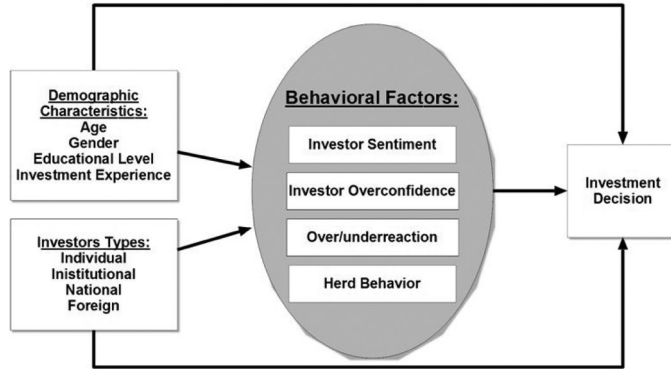 Demographic
Characteristics:
Age
Gender
Educational Level
Investment Experience
Investors Types:
Individual
Inistitutional
National
Foreign
Behavioral Factors:
Investor Sentiment
Investor Overconfidence
Over/underreaction
Herd Behavior
Investment
Decision